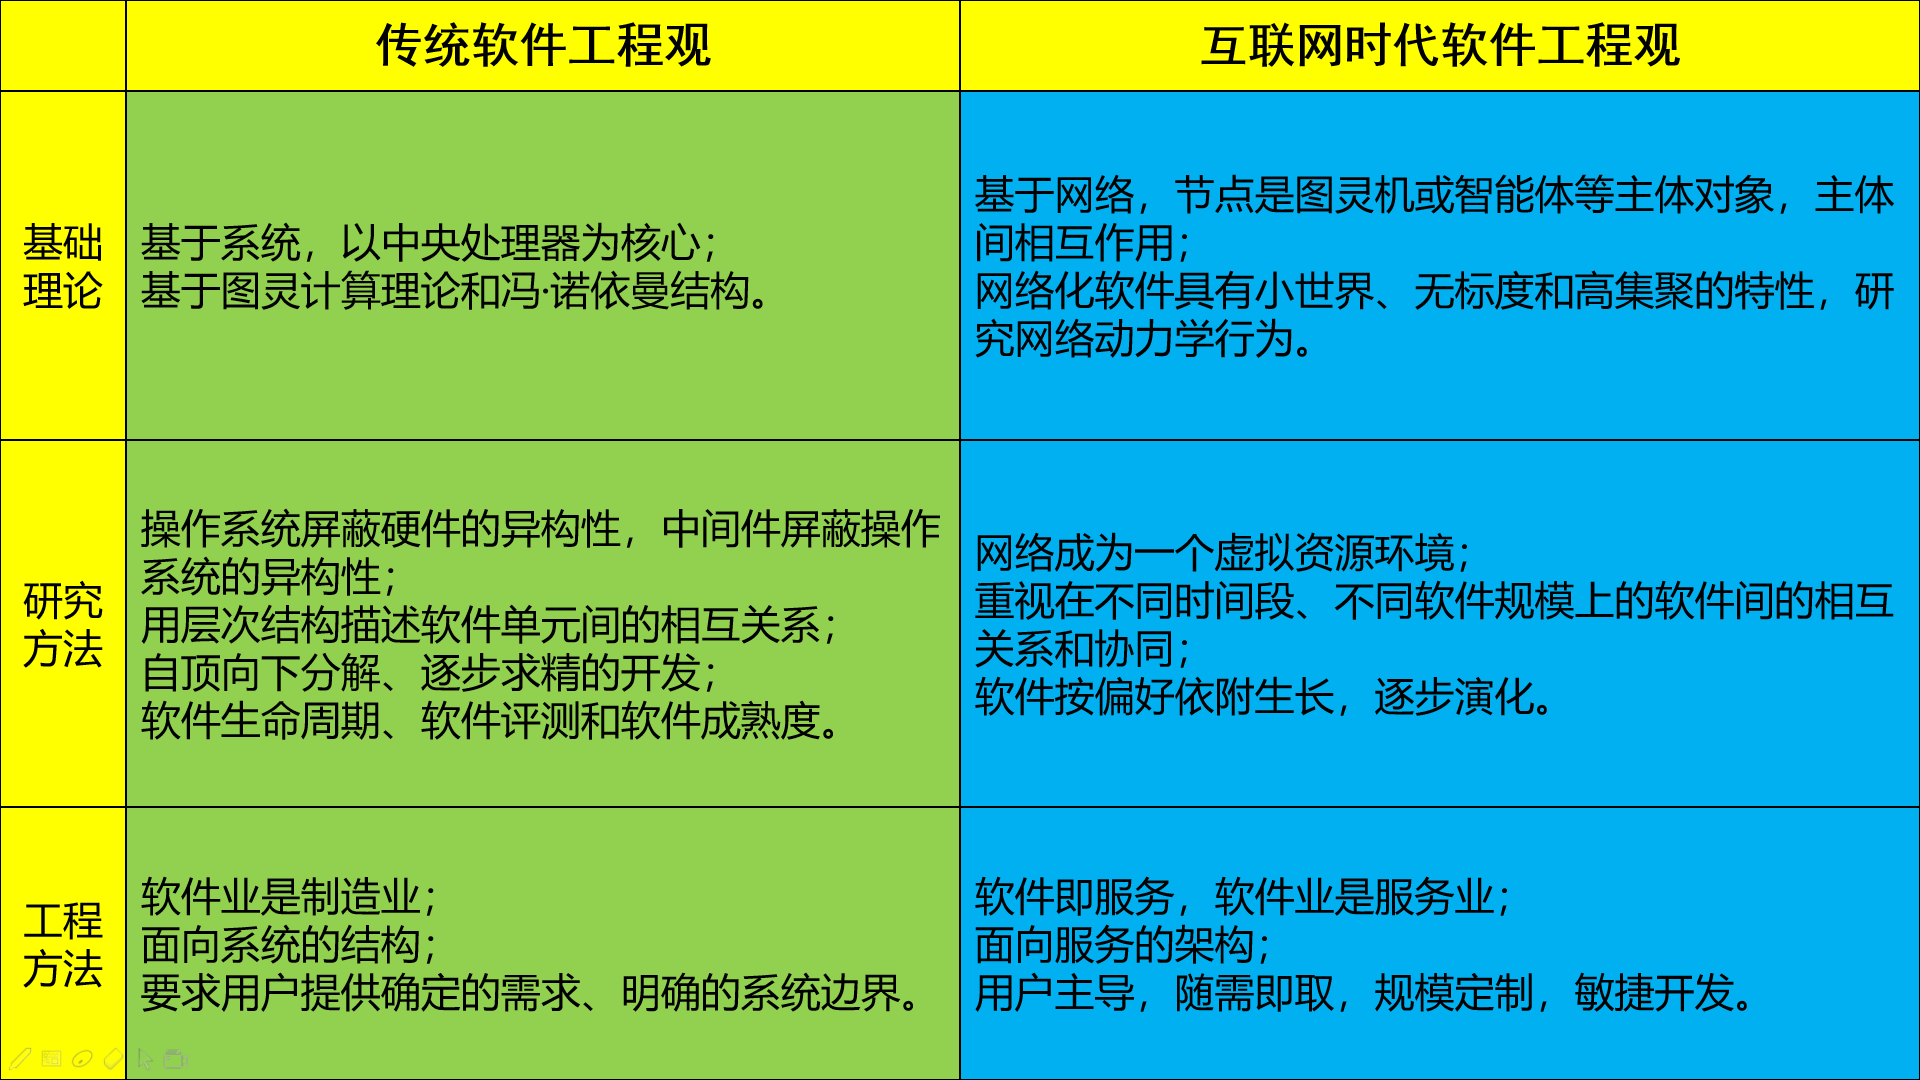 传统软件工程观
互联网时代软件工程观
基础
理论
基于系统，以中央处理器为核心；
基于图灵计算理论和冯·诺依曼结构。
基于网络，节点是图灵机或智能体等主体对象，主体
间相互作用；
网络化软件具有小世界、无标度和高集聚的特性，研
究网络动力学行为。
研究
方法
操作系统屏蔽硬件的异构性，中间件屏蔽操作
系统的异构性；
用层次结构描述软件单元间的相互关系；
自顶向下分解、逐步求精的开发；
软件生命周期、软件评测和软件成熟度。
网络成为一个虚拟资源环境；
重视在不同时间段、不同软件规模上的软件间的相互
关系和协同；
软件按偏好依附生长，逐步演化。
工程
方法
软件业是制造业；
面向系统的结构；
要求用户提供确定的需求、明确的系统边界。
软件即服务，软件业是服务业；
面向服务的架构；
用户主导，随需即取，规模定制，敏捷开发。